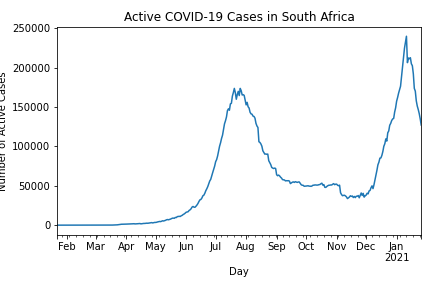 Active COVID-19 Cases in South Africa
Number of Active Cases
250000
200000
150000
100000
50000
0
Feb Mar Apr May Jun Jul Aug Sep Oct Nov Dec Jan
2021
Day